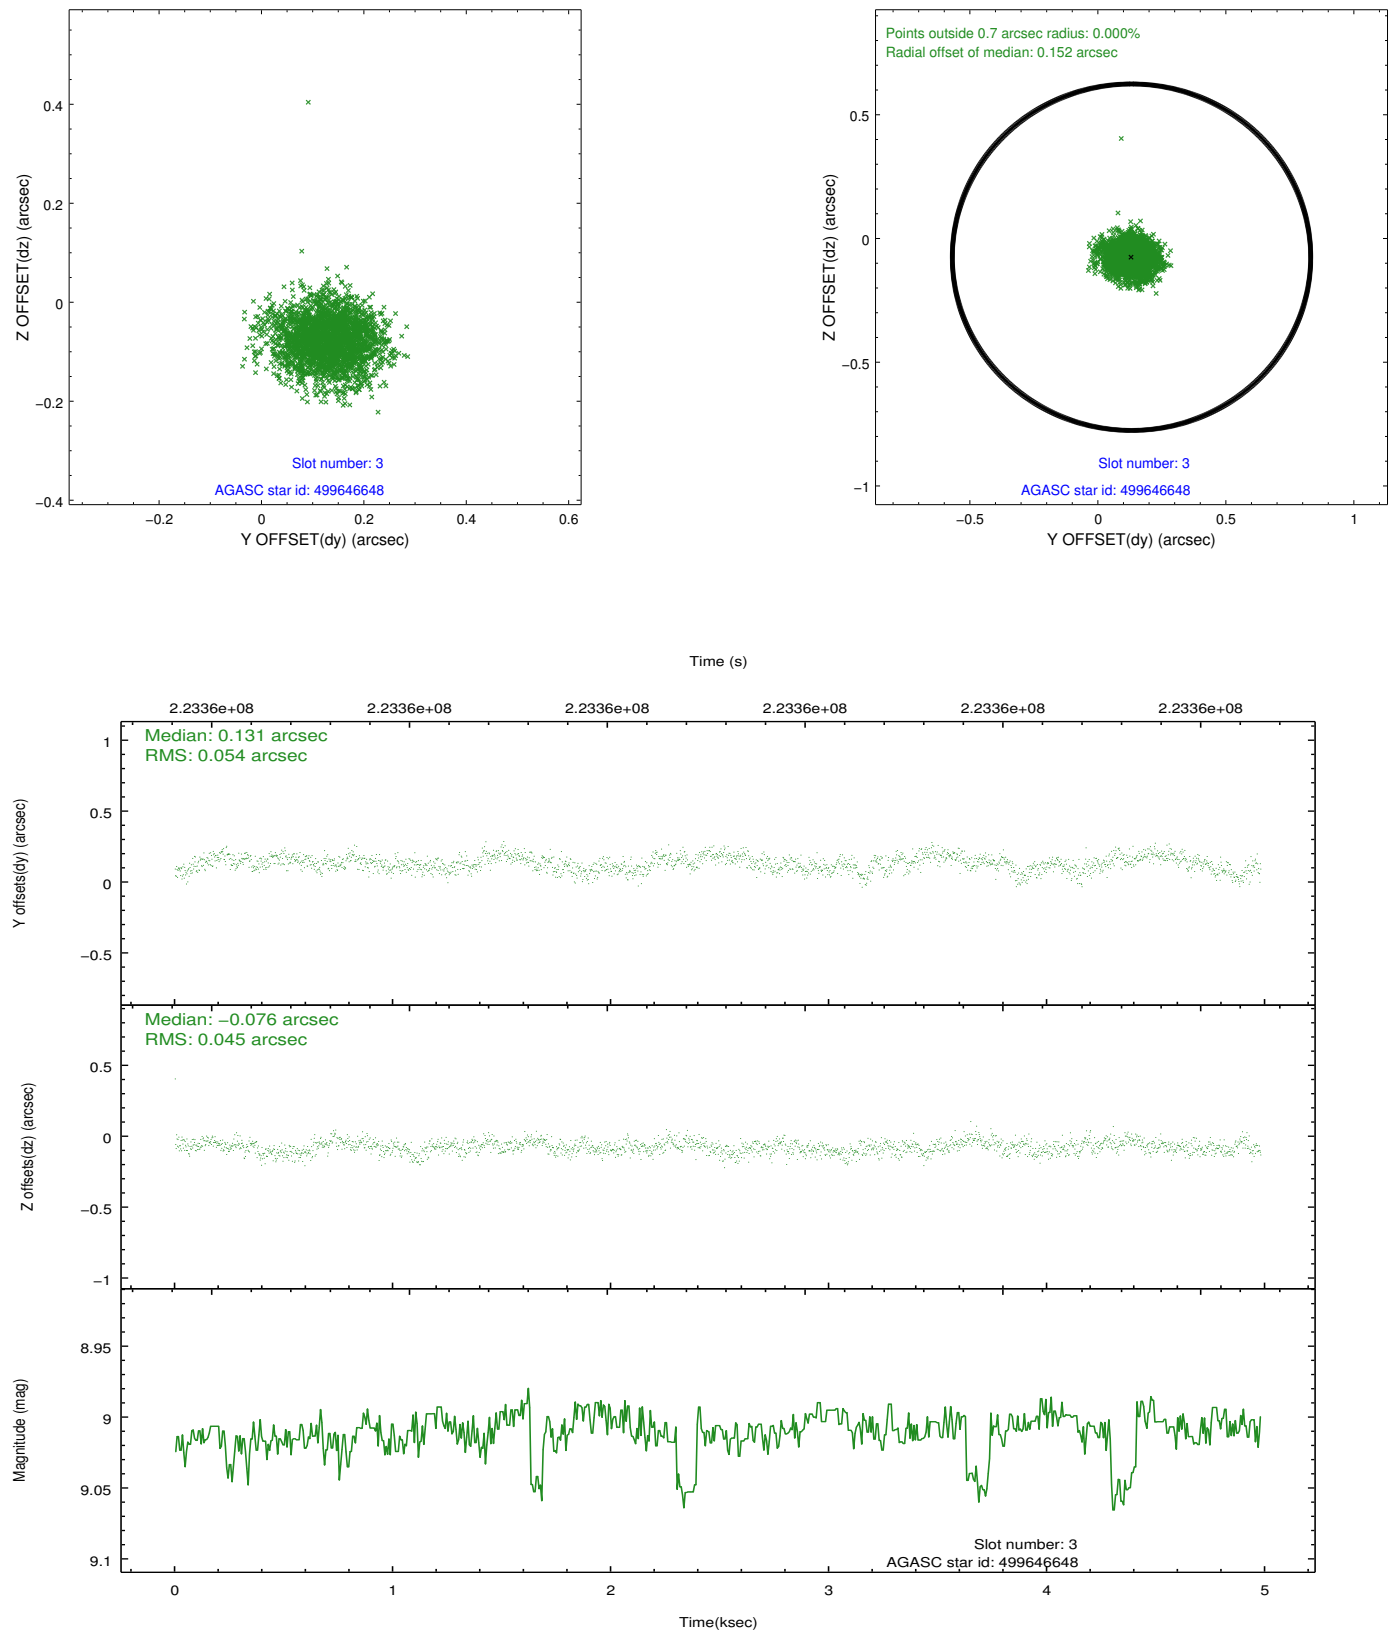 0.4
0.2
0
−0.2
−0.4
Z OFFSET(dz) (arcsec)
Slot number: 3
AGASC star id: 499646648
−0.2 0 0.2 0.4 0.6
Y OFFSET(dy) (arcsec)
Points outside 0.7 arcsec radius: 0.000%
Radial offset of median: 0.152 arcsec
0.5
0
−0.5
−1
Z OFFSET(dz) (arcsec)
Slot number: 3
AGASC star id: 499646648
−0.5 0 0.5 1
Y OFFSET(dy) (arcsec)
Time (s)
2.2336e+08 2.2336e+08 2.2336e+08 2.2336e+08 2.2336e+08 2.2336e+08
Median: 0.131 arcsec
RMS: 0.054 arcsec
1
0.5
0
−0.5
Y offsets(dy) (arcsec)
Median: −0.076 arcsec
RMS: 0.045 arcsec
0.5
0
−0.5
−1
Z offsets(dz) (arcsec)
8.95
9
9.05
9.1
Magnitude (mag)
Slot number: 3
AGASC star id: 499646648
0 1 2 3 4 5
Time(ksec)